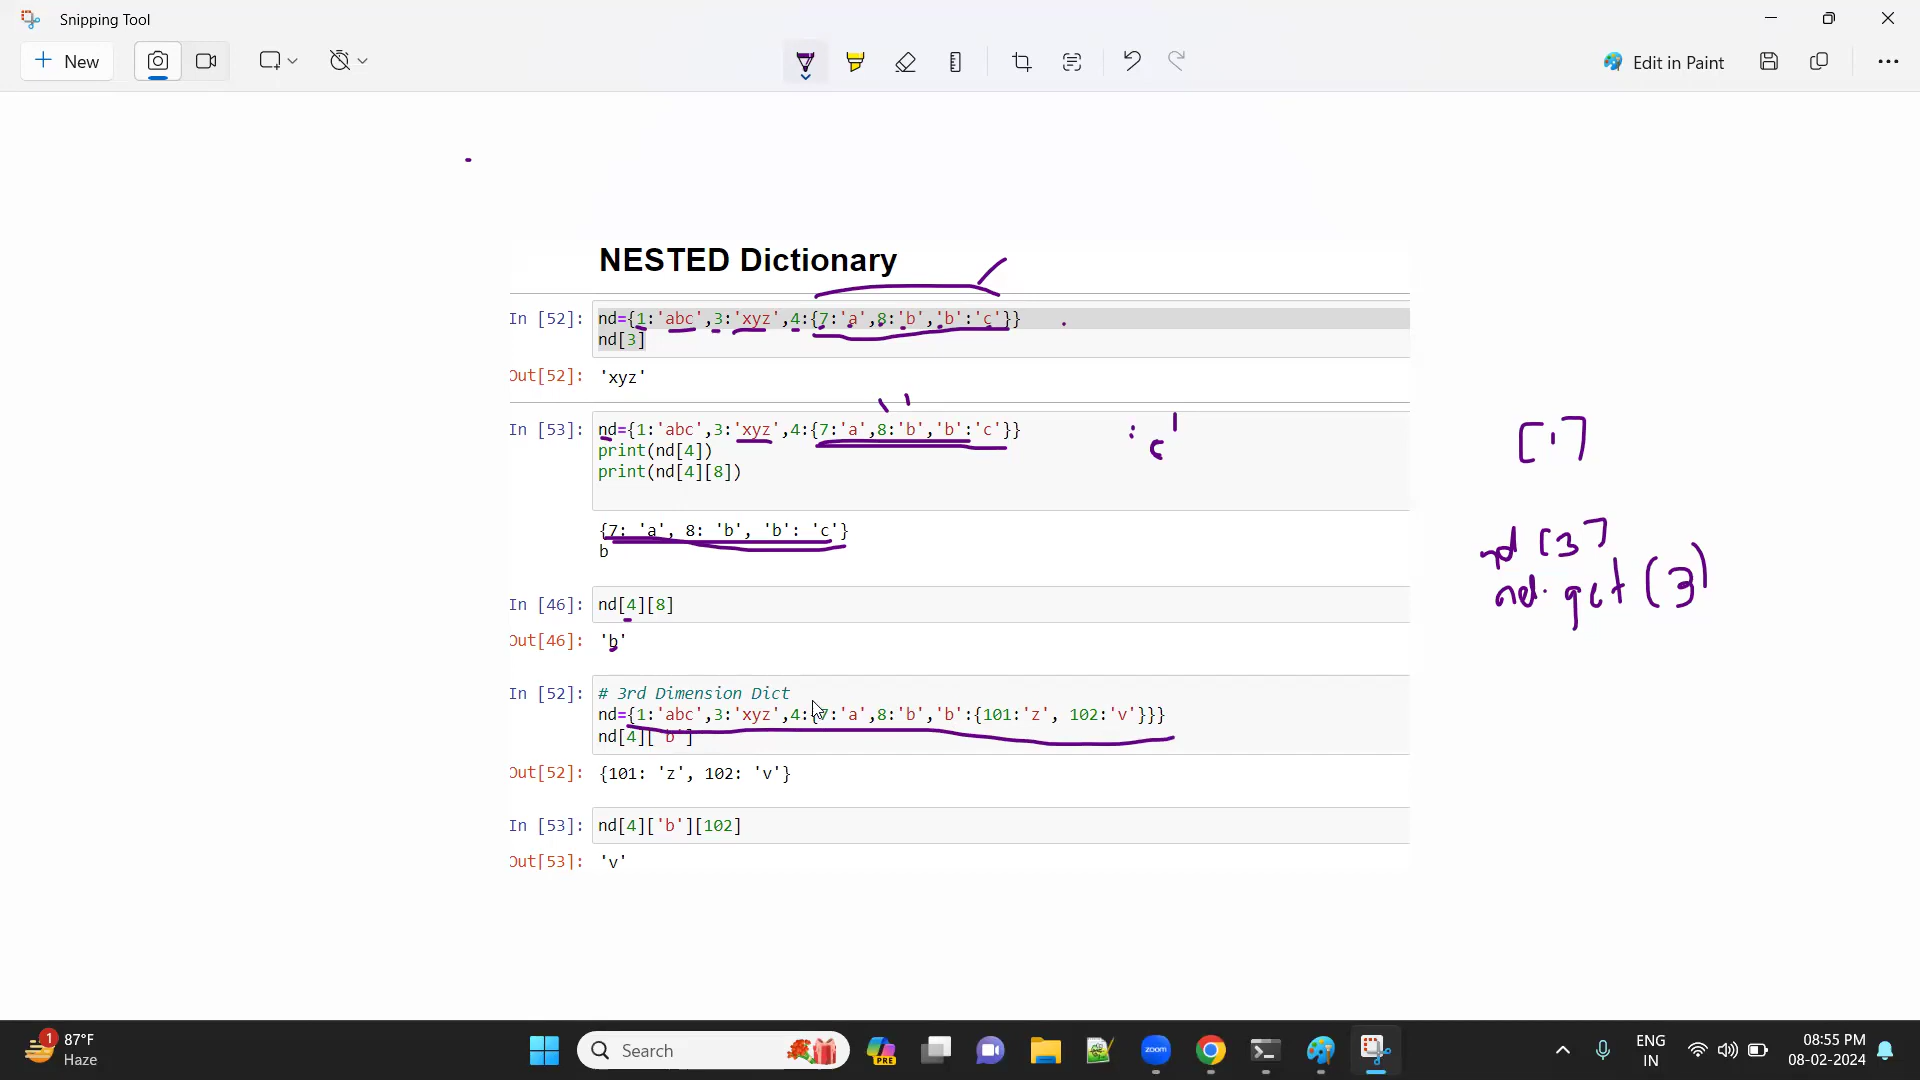 Snipping Tool
New
Edit in Paint
NESTED Dictionary
In [52]: nd={1:'abc',3:'xyz',4:{7:'a',8:'b','b':'c'}}
nd[3]
Out[52]: 'xyz'
In [53]: nd={1:'abc',3:'xyz',4:{7:'a',8:'b','b':'c'}}
print(nd[4])
print(nd[4][8])
{7: 'a', 8: 'b', 'b': 'c'}
b
In [46]: nd[4][8]
Out[46]: 'b'
In [52]: # 3rd Dimension Dict
nd={1:'abc',3:'xyz',4:{7:'a',8:'b','b':{101:'z', 102:'v'}}}
nd[4]['b']
Out[52]: {101: 'z', 102: 'v'}
In [53]: nd[4]['b'][102]
Out[53]: 'v'
: c'
nd [3]
nd.get (3)
1
87°F
Haze
Search
PRE
zoom
ENG
IN
08:55 PM
08-02-2024